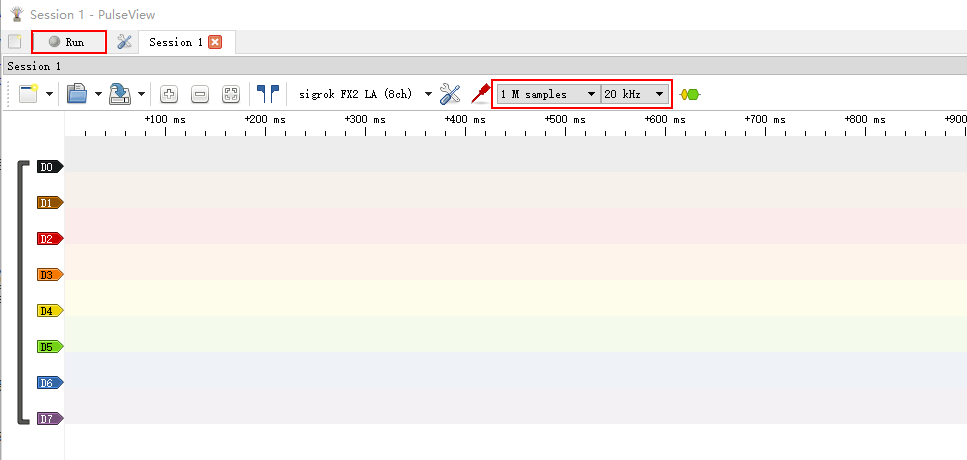 Session 1 - PulseView
Run
Session 1
Session 1
sigrok FX2 LA (8ch) 1 M samples 20 kHz
+100 ms +200 ms +300 ms +400 ms +500 ms +600 ms +700 ms +800 ms +900
D0
D1
D2
D3
D4
D5
D6
D7